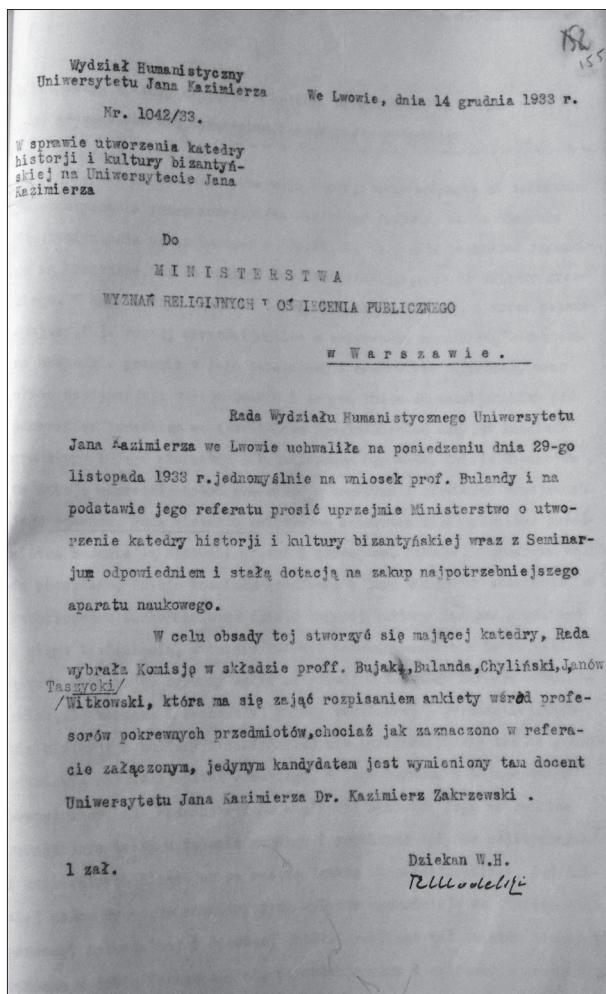 152
155
Wydział Humanistyczny
Uniwersytetu Jana Kazimierza
We Lwowie, dnia 14 grudnia 1933 r.
Nr. 1042/33.
W sprawie utworzenia katedry
historji i kultury bizantyń-
skiej na Uniwersytecie Jana
Kazimierza
Do
MINISTERSTWA
WYZNAŃ RELIGIJNYCH I OŚ IECENIA PUBLICZNEGO
w Warszawie.
Rada Wydziału Humanistycznego Uniwersytetu
Jana Kazimierza we Lwowie uchwaliła na posiedzeniu dnia 29-go
listopada 1933 r.jednomyślnie na wniosek prof. Bulandy i na
podstawie jego referatu prosić uprzejmie Ministerstwo o utwo-
rzenie katedry historji i kultury bizantyńskiej wraz z Seminar-
jum odpowiedniem i stałą dotacją na zakup najpotrzebniejszego
aparatu naukowego.
W celu obsady tej stworzyć się mającej katedry, Rada
wybrała Komisję w składzie proff. Bujak,Bulanda,Chyliński,Janów
Taszycki/
/Witkowski, która ma się zająć rozpisaniem ankiety wśród profe-
sorów pokrewnych przedmiotów,chociaż jak zaznaczono w refera-
cie załączonym, jedynym kandydatem jest wymieniony tam docent
Uniwersytetu Jana Kazimierza Dr. Kazimierz Zakrzewski .
1 zał.
Dziekan W.H.